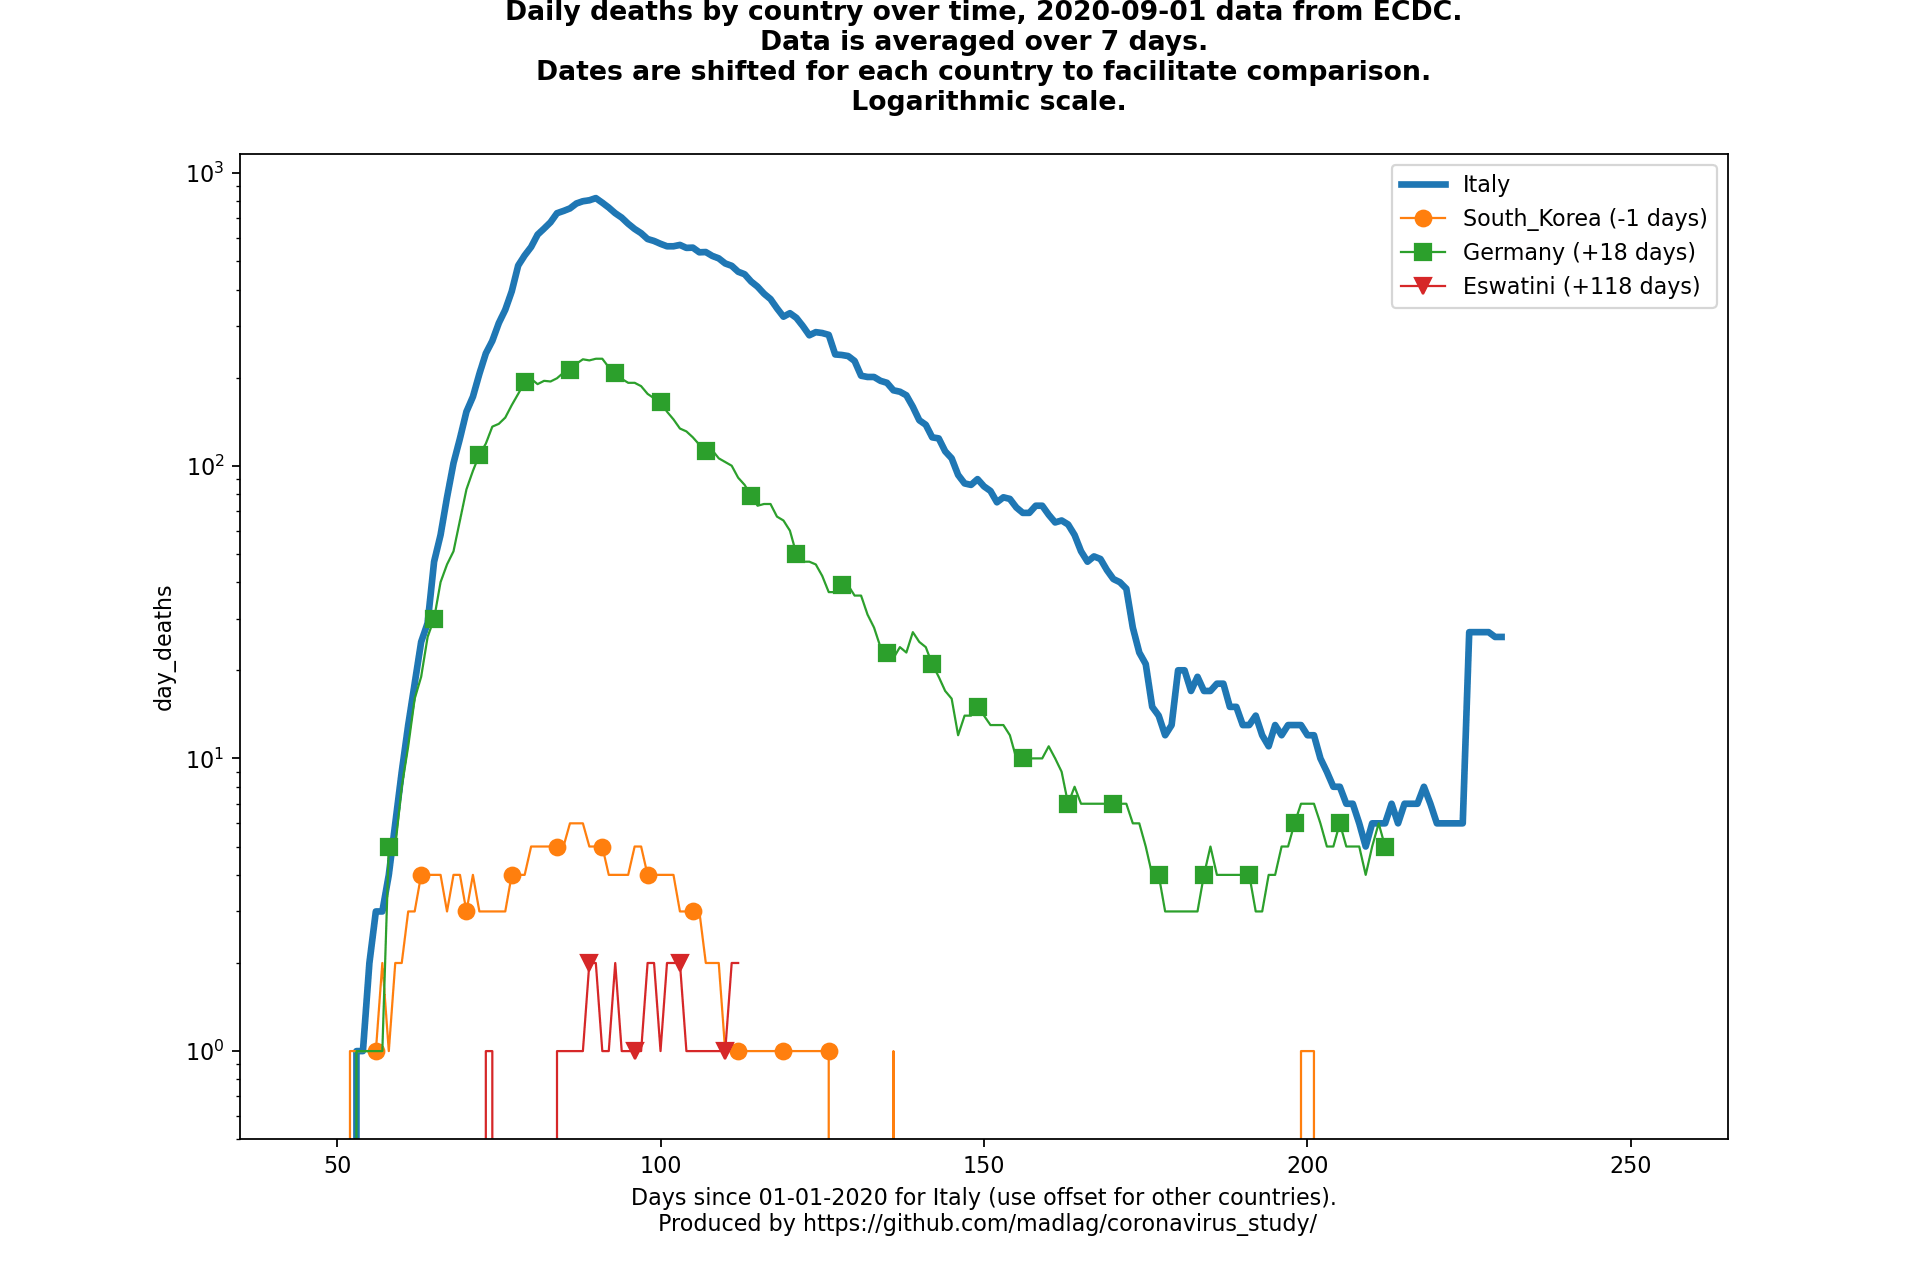 Daily deaths by country over time, 2020-09-01 data from ECDC.
Data is averaged over 7 days.
Dates are shifted for each country to facilitate comparison.
Logarithmic scale.
10³
10²
10¹
10⁰
day_deaths
Italy
South_Korea (-1 days)
Germany (+18 days)
Eswatini (+118 days)
50 100 150 200 250
Days since 01-01-2020 for Italy (use offset for other countries).
Produced by https://github.com/madlag/coronavirus_study/